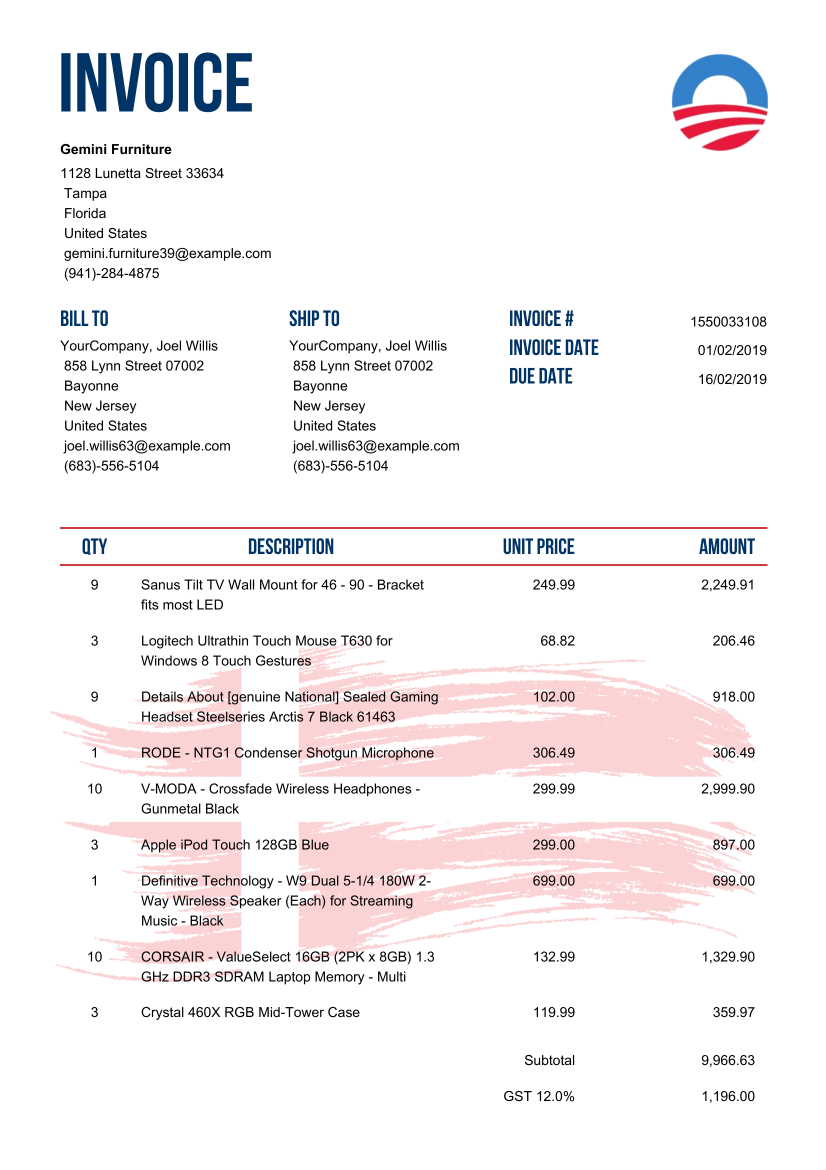 INVOICE
Gemini Furniture
1128 Lunetta Street 33634
Tampa
Florida
United States
gemini.furniture39@example.com
(941)-284-4875
BILL TO
YourCompany, Joel Willis
858 Lynn Street 07002
Bayonne
New Jersey
United States
joel.willis63@example.com
(683)-556-5104
SHIP TO
YourCompany, Joel Willis
858 Lynn Street 07002
Bayonne
New Jersey
United States
joel.willis63@example.com
(683)-556-5104
INVOICE # 1550033108
INVOICE DATE 01/02/2019
DUE DATE 16/02/2019
QTY DESCRIPTION UNIT PRICE AMOUNT
9 Sanus Tilt TV Wall Mount for 46 - 90 - Bracket 249.99 2,249.91
fits most LED
3 Logitech Ultrathin Touch Mouse T630 for 68.82 206.46
Windows 8 Touch Gestures
9 Details About [genuine National] Sealed Gaming 102.00 918.00
Headset Steelseries Arctis 7 Black 61463
1 RODE - NTG1 Condenser Shotgun Microphone 306.49 306.49
10 V-MODA - Crossfade Wireless Headphones - 299.99 2,999.90
Gunmetal Black
3 Apple iPod Touch 128GB Blue 299.00 897.00
1 Definitive Technology - W9 Dual 5-1/4 180W 2- 699.00 699.00
Way Wireless Speaker (Each) for Streaming
Music - Black
10 CORSAIR - ValueSelect 16GB (2PK x 8GB) 1.3 132.99 1,329.90
GHz DDR3 SDRAM Laptop Memory - Multi
3 Crystal 460X RGB Mid-Tower Case 119.99 359.97
Subtotal 9,966.63
GST 12.0% 1,196.00